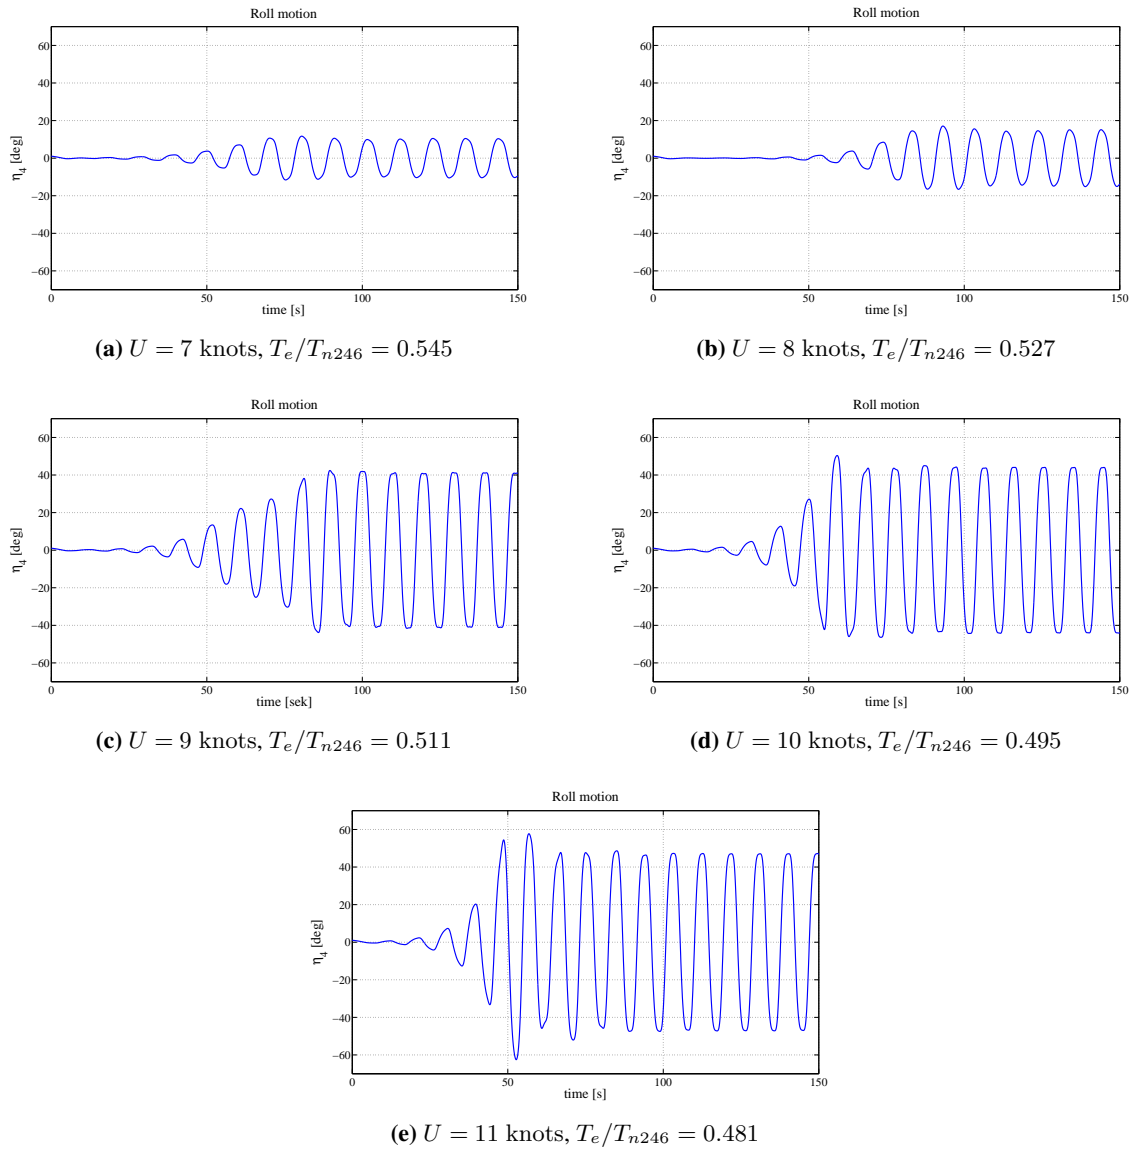 Roll motion
60
40
20
0
−20
−40
−60
η4 [deg]
0 50 100 150
time [s]
(a) U = 7 knots, Te/Tn246 = 0.545
Roll motion
60
40
20
0
−20
−40
−60
η4 [deg]
0 50 100 150
time [s]
(b) U = 8 knots, Te/Tn246 = 0.527
Roll motion
60
40
20
0
−20
−40
−60
η4 [deg]
0 50 100 150
time [sek]
(c) U = 9 knots, Te/Tn246 = 0.511
Roll motion
60
40
20
0
−20
−40
−60
η4 [deg]
0 50 100 150
time [s]
(d) U = 10 knots, Te/Tn246 = 0.495
Roll motion
60
40
20
0
−20
−40
−60
η4 [deg]
0 50 100 150
time [s]
(e) U = 11 knots, Te/Tn246 = 0.481